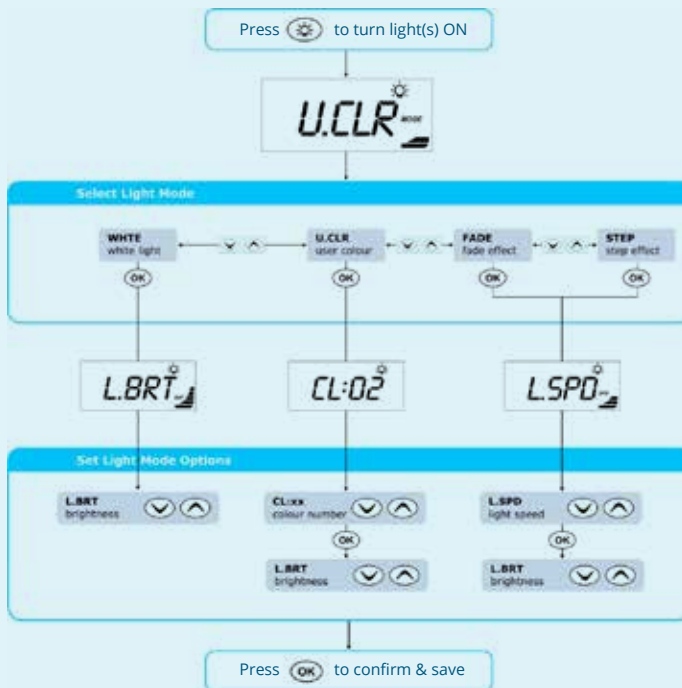 Press to turn light(s) ON
U.CLR
MODE
Select Light Mode
WHTE
white light
U.CLR
user colour
FADE
fade effect
STEP
step effect
OK
OK
OK
OK
L.BRT
CL:02
L.SPD
Set Light Mode Options
L.BRT
brightness
CL:xx
colour number
L.SPD
light speed
OK
OK
L.BRT
brightness
L.BRT
brightness
Press OK to confirm & save